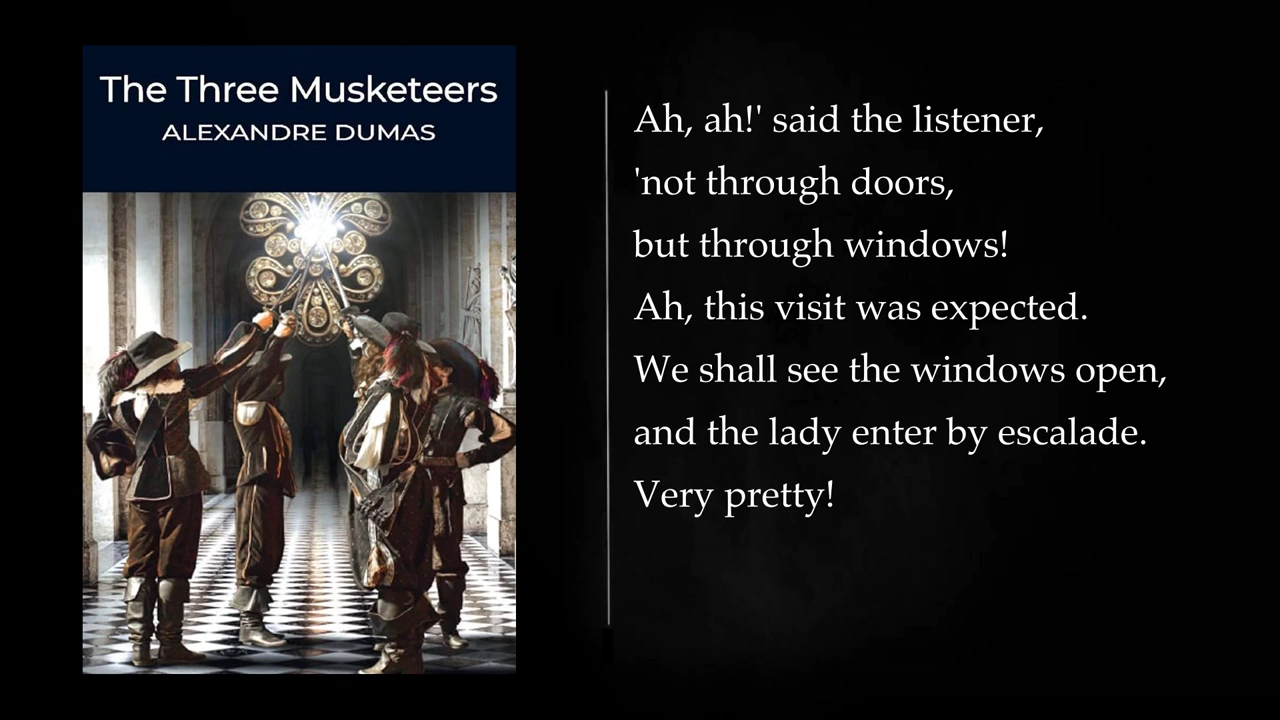 The Three Musketeers
ALEXANDRE DUMAS
Ah, ah!' said the listener,
'not through doors,
but through windows!
Ah, this visit was expected.
We shall see the windows open,
and the lady enter by escalade.
Very pretty!